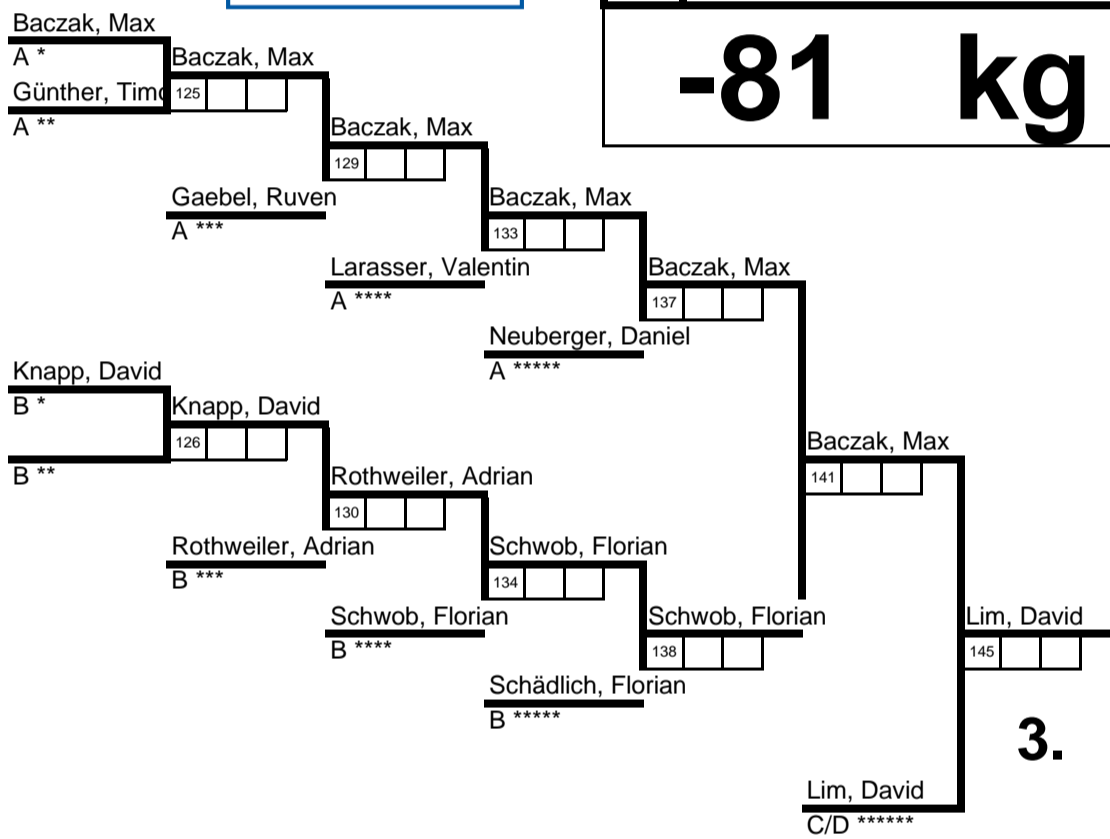 -81 kg
Baczak, Max
A *
Baczak, Max
Günther, Timo
125
A **
Baczak, Max
129
Gaebel, Ruven
A ***
Baczak, Max
133
Larasser, Valentin
A ****
Baczak, Max
137
Neuberger, Daniel
A *****
Knapp, David
B *
Knapp, David
126
B **
Baczak, Max
141
Rothweiler, Adrian
130
Rothweiler, Adrian
B ***
Schwob, Florian
134
Schwob, Florian
B ****
Schwob, Florian
138
Lim, David
145
Schädlich, Florian
B *****
3.
Lim, David
C/D ******